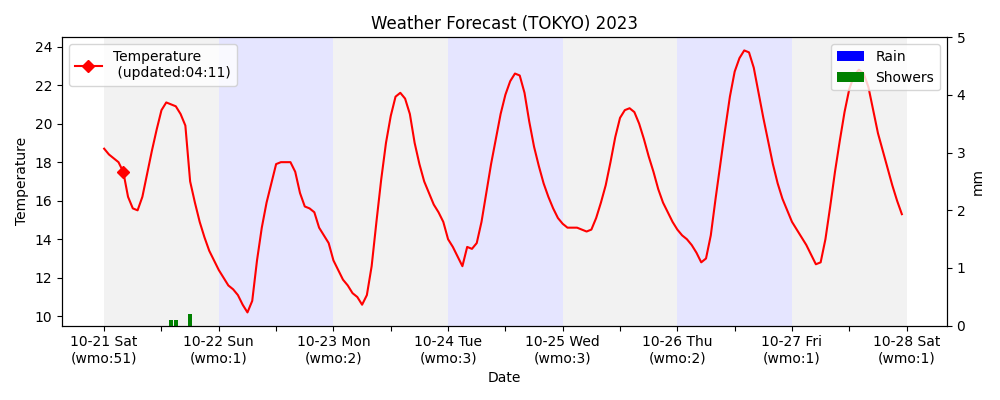 Weather Forecast (TOKYO) 2023
Temperature
(updated:04:11)
Rain
Showers
24
22
20
18
16
14
12
10
Temperature
5
4
3
2
1
0
mm
10-21 Sat
(wmo:51)
10-22 Sun
(wmo:1)
10-23 Mon
(wmo:2)
10-24 Tue
(wmo:3)
10-25 Wed
(wmo:3)
10-26 Thu
(wmo:2)
10-27 Fri
(wmo:1)
10-28 Sat
(wmo:1)
Date